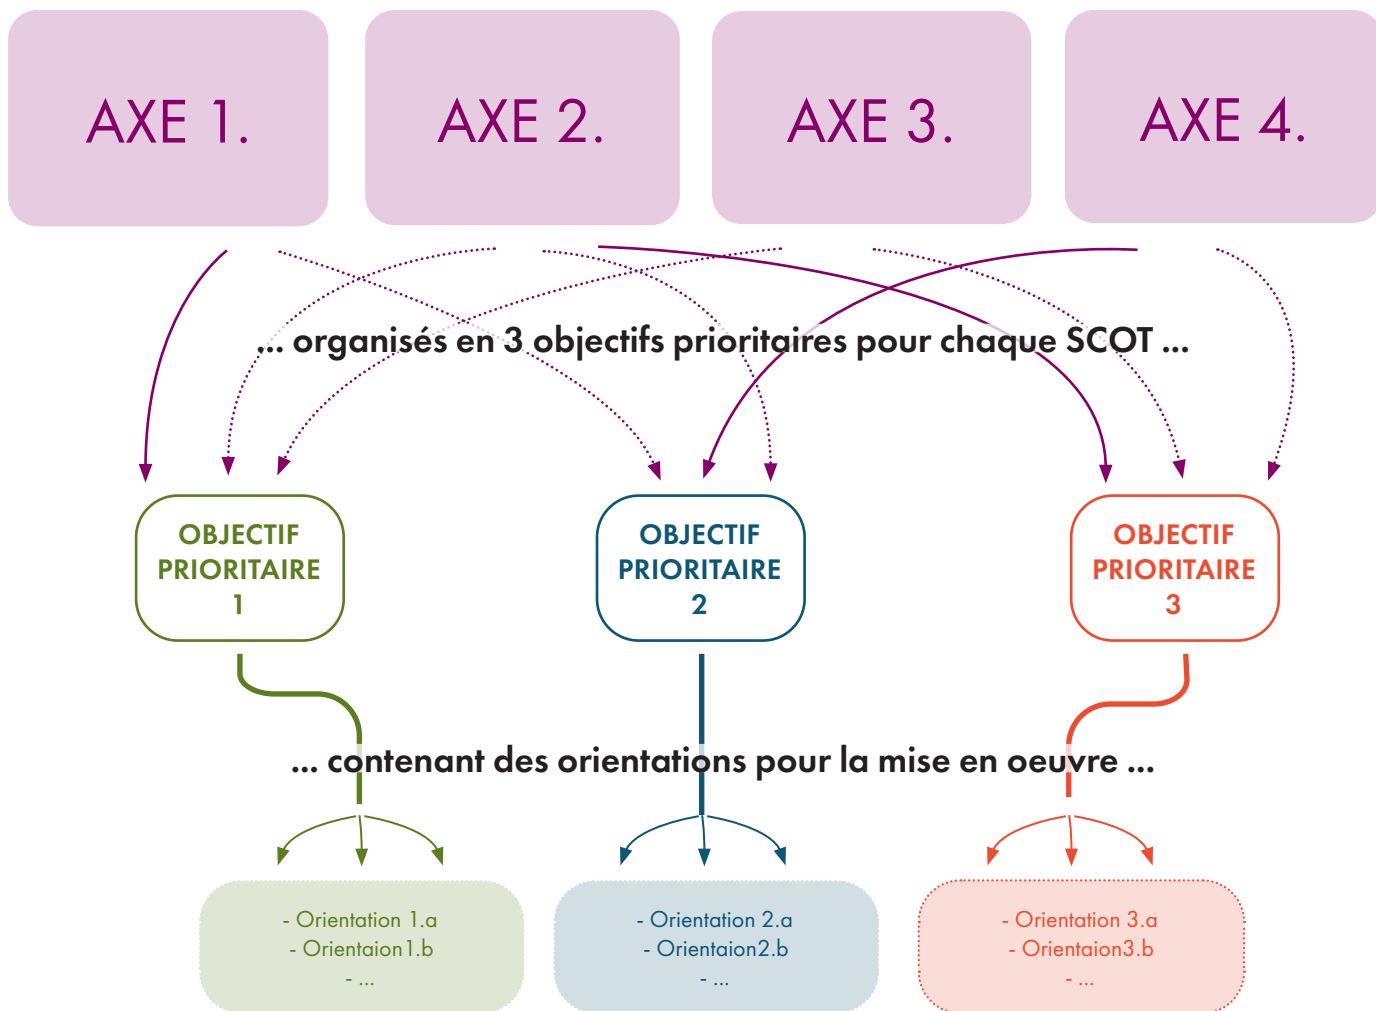 AXE 1.
AXE 2.
AXE 3.
AXE 4.
... organisés en 3 objectifs prioritaires pour chaque SCOT ...
OBJECTIF
PRIORITAIRE
1
OBJECTIF
PRIORITAIRE
2
OBJECTIF
PRIORITAIRE
3
... contenant des orientations pour la mise en oeuvre ...
- Orientation 1.a
- Orientaion1.b
- ...
- Orientation 2.a
- Orientaion2.b
- ...
- Orientation 3.a
- Orientaion3.b
- ...